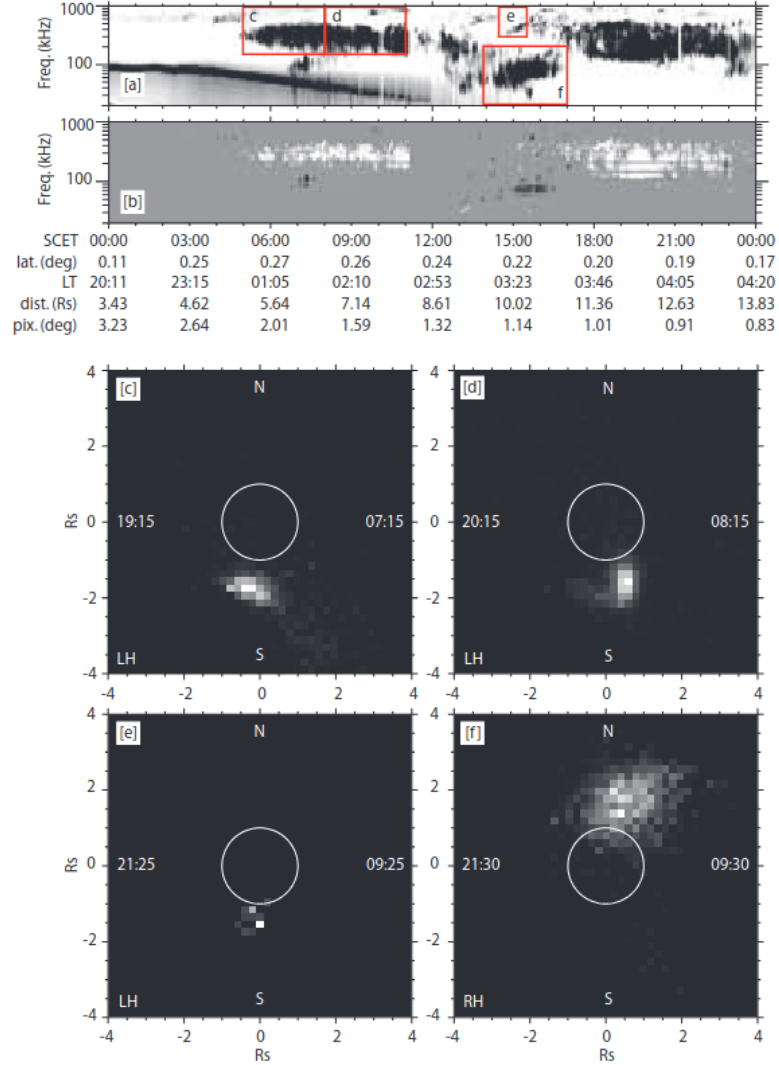 1000
c
d
e
Freq. (kHz)
100
[a]
f
1000
Freq. (kHz)
100
[b]
SCET 00:00 03:00 06:00 09:00 12:00 15:00 18:00 21:00 00:00
lat. (deg) 0.11 0.25 0.27 0.26 0.24 0.22 0.20 0.19 0.17
LT 20:11 23:15 01:05 02:10 02:53 03:23 03:46 04:05 04:20
dist. (Rs) 3.43 4.62 5.64 7.14 8.61 10.02 11.36 12.63 13.83
pix. (deg) 3.23 2.64 2.01 1.59 1.32 1.14 1.01 0.91 0.83
4 4
[c] N [d] N
2 2
Rs 0 19:15 07:15 0 20:15 08:15
-2 -2
LH S LH S
-4 -4
-4 -2 0 2 4 -4 -2 0 2 4
4 4
[e] N [f] N
2 2
Rs 0 21:25 09:25 0 21:30 09:30
-2 -2
LH S RH S
-4 -4
-4 -2 0 2 4 -4 -2 0 2 4
Rs Rs